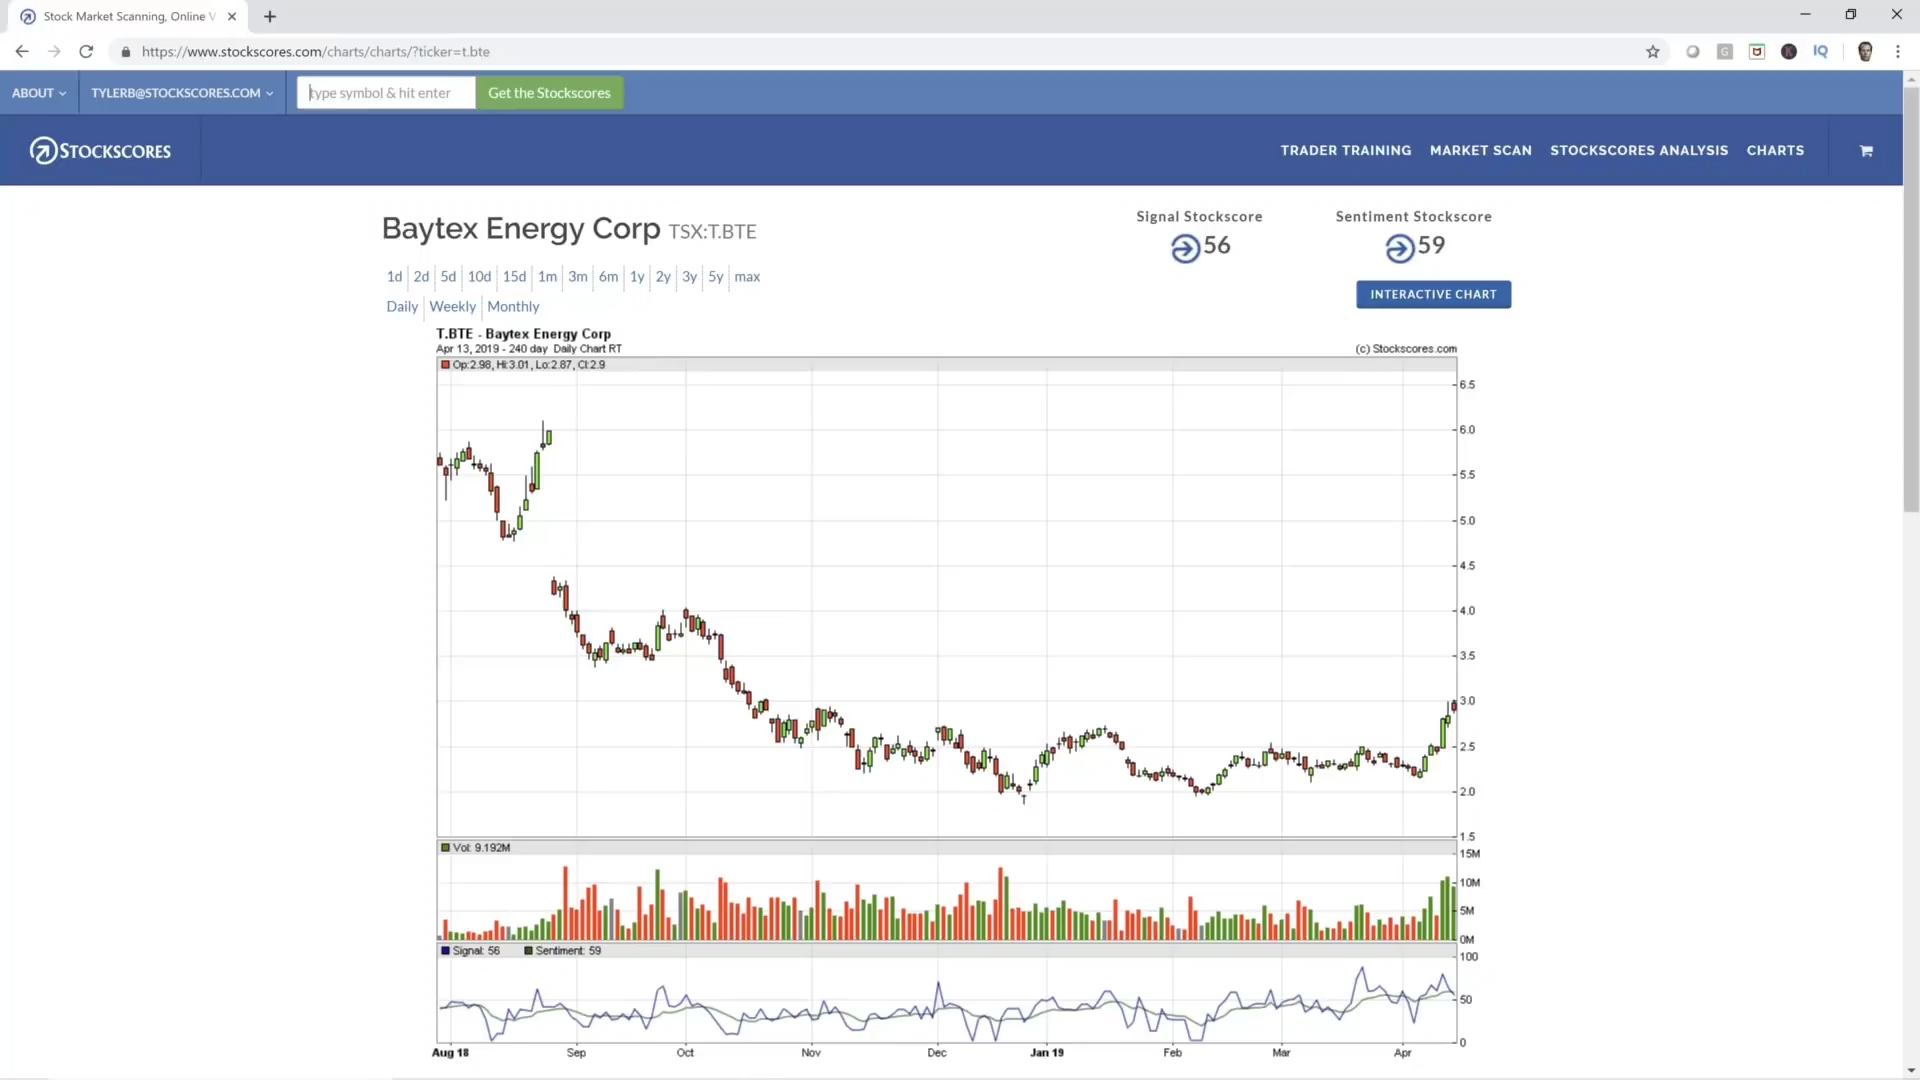 Stock Market Scanning, Online V
https://www.stockscores.com/charts/charts/?ticker=t.bte
IQ
ABOUT
TYLERB@STOCKSCORES.COM
type symbol & hit enter
Get the Stockscores
STOCKSCORES
TRADER TRAINING
MARKET SCAN
STOCKSCORES ANALYSIS
CHARTS
Baytex Energy Corp TSX:T.BTE
Signal Stockscore
56
Sentiment Stockscore
59
1d 2d 5d 10d 15d 1m 3m 6m 1y 2y 3y 5y max
INTERACTIVE CHART
Daily Weekly Monthly
T.BTE - Baytex Energy Corp
Apr 13, 2019 - 240 day Daily Chart RT
(c) Stockscores.com
Op:2.98, Hi:3.01, Lo:2.87, Cl:2.9
6.5
6.0
5.5
5.0
4.5
4.0
3.5
3.0
2.5
2.0
1.5
Vol: 9.192M
15M
10M
5M
0M
Signal: 56 Sentiment: 59
100
50
0
Aug 18 Sep Oct Nov Dec Jan 19 Feb Mar Apr